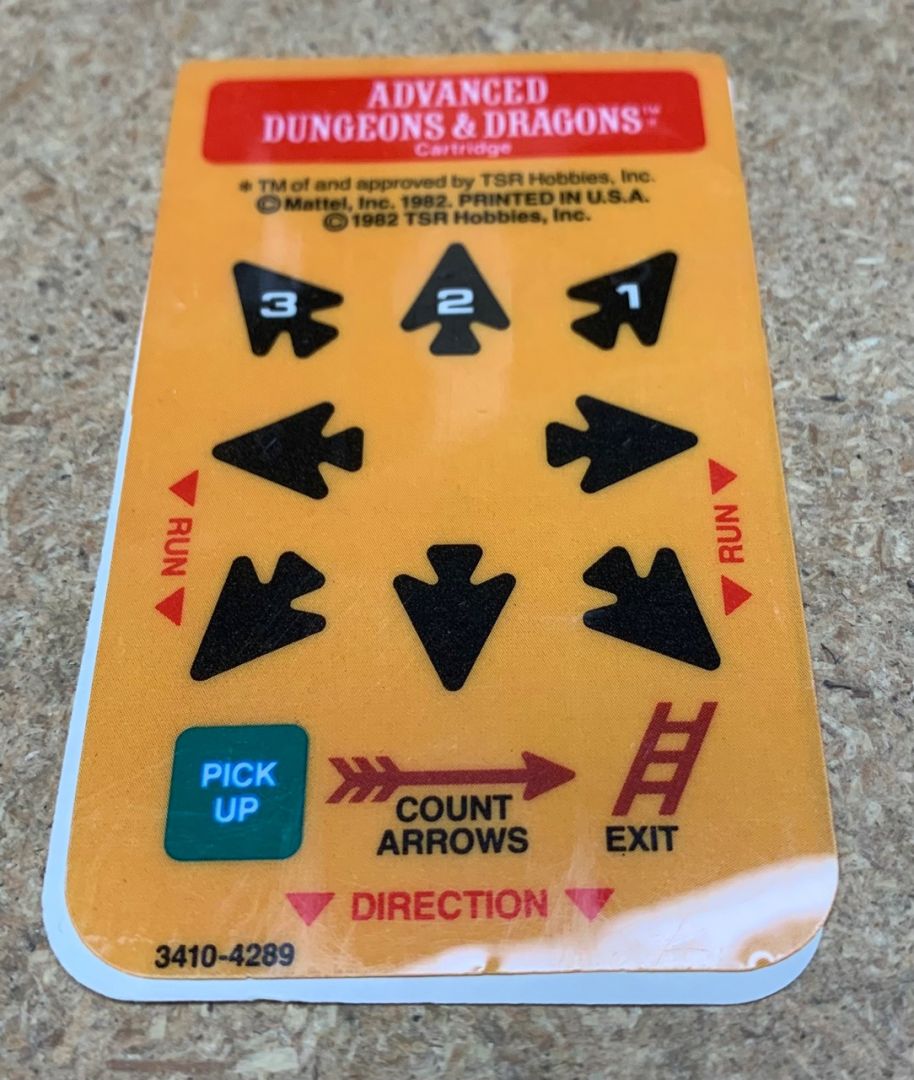 ADVANCED
DUNGEONS & DRAGONS™*
Cartridge
* TM of and approved by TSR Hobbies, Inc.
© Mattel, Inc. 1982. PRINTED IN U.S.A.
© 1982 TSR Hobbies, Inc.
3 2 1
RUN RUN
PICK
UP
COUNT
ARROWS
EXIT
DIRECTION
3410-4289